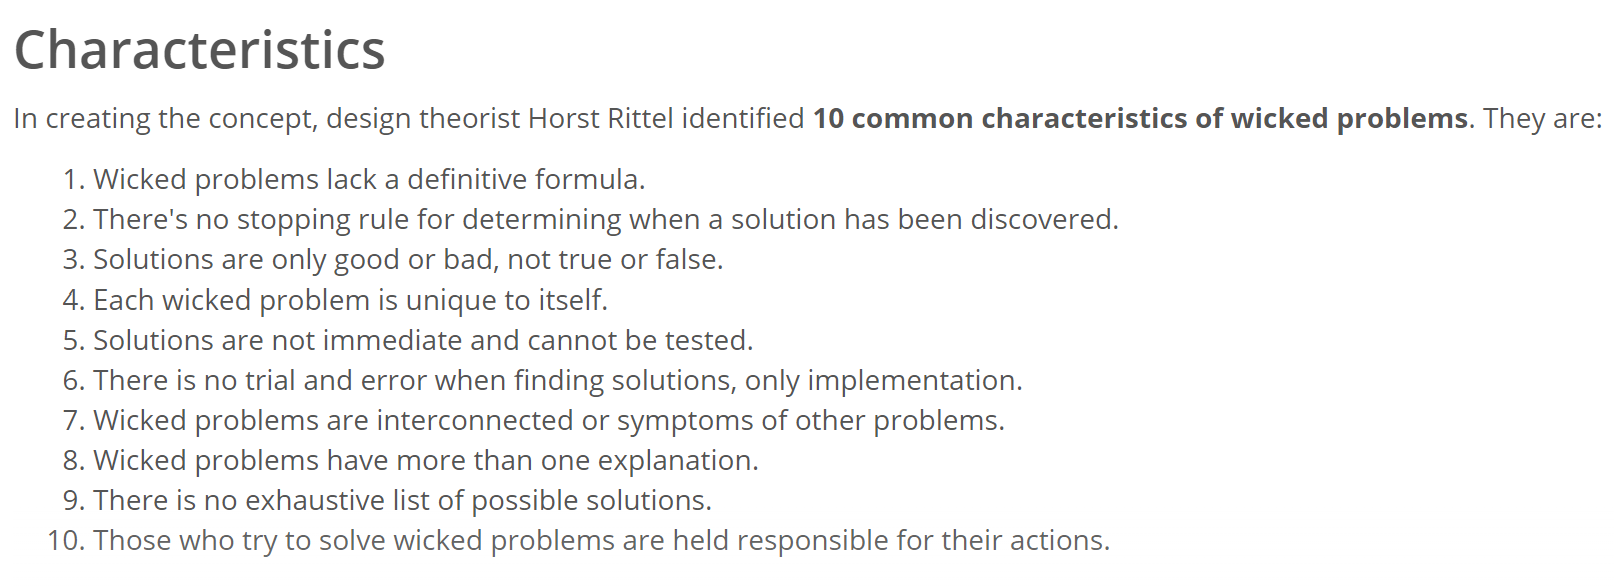 Characteristics
In creating the concept, design theorist Horst Rittel identified 10 common characteristics of wicked problems. They are:
1. Wicked problems lack a definitive formula.
2. There's no stopping rule for determining when a solution has been discovered.
3. Solutions are only good or bad, not true or false.
4. Each wicked problem is unique to itself.
5. Solutions are not immediate and cannot be tested.
6. There is no trial and error when finding solutions, only implementation.
7. Wicked problems are interconnected or symptoms of other problems.
8. Wicked problems have more than one explanation.
9. There is no exhaustive list of possible solutions.
10. Those who try to solve wicked problems are held responsible for their actions.